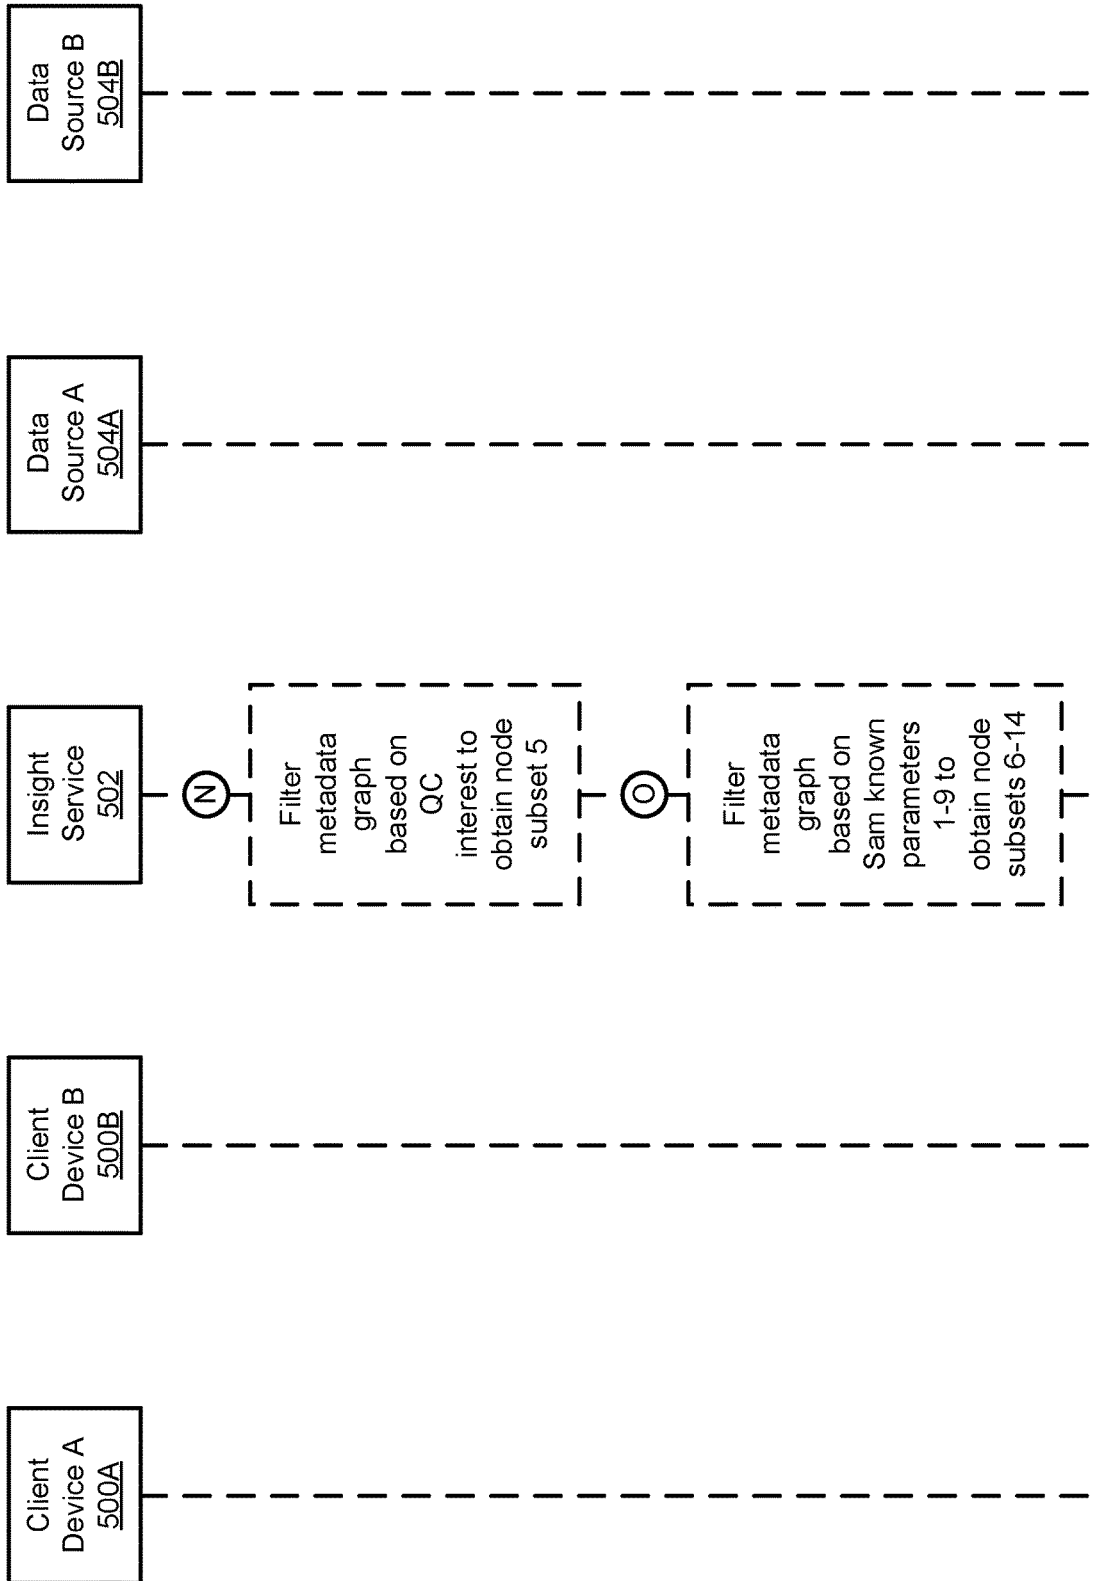 Client
Device A
500A
Client
Device B
500B
Insight
Service
502
Data
Source A
504A
Data
Source B
504B
N
Filter
metadata
graph
based on
QC
interest to
obtain node
subset 5
O
Filter
metadata
graph
based on
Sam known
parameters
1-9 to
obtain node
subsets 6-14